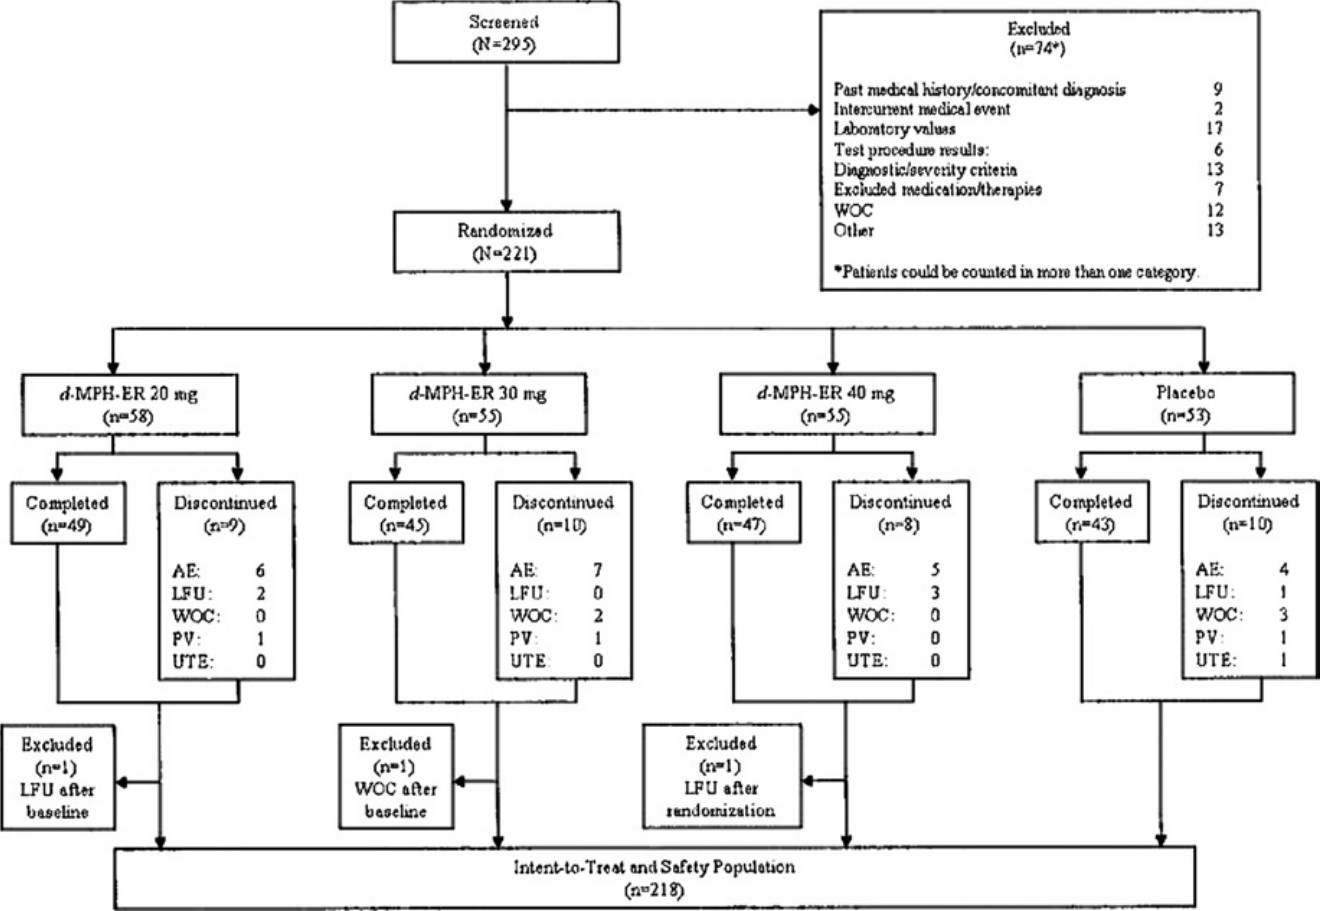 Screened
(N=295)
Excluded
(n=74*)
Past medical history/concomitant diagnosis 9
Intercurrent medical event 2
Laboratory values 17
Test procedure results: 6
Diagnostic/severity criteria 13
Excluded medication/therapies 7
WOC 12
Other 13
*Patients could be counted in more than one category.
Randomized
(N=221)
d-MPH-ER 20 mg
(n=58)
d-MPH-ER 30 mg
(n=55)
d-MPH-ER 40 mg
(n=55)
Placebo
(n=53)
Completed
(n=49)
Discontinued
(n=9)
AE: 6
LFU: 2
WOC: 0
PV: 1
UTE: 0
Completed
(n=45)
Discontinued
(n=10)
AE: 7
LFU: 0
WOC: 2
PV: 1
UTE: 0
Completed
(n=47)
Discontinued
(n=8)
AE: 5
LFU: 3
WOC: 0
PV: 0
UTE: 0
Completed
(n=43)
Discontinued
(n=10)
AE: 4
LFU: 1
WOC: 3
PV: 1
UTE: 1
Excluded
(n=1)
LFU after
baseline
Excluded
(n=1)
WOC after
baseline
Excluded
(n=1)
LFU after
randomization
Intent-to-Treat and Safety Population
(n=218)